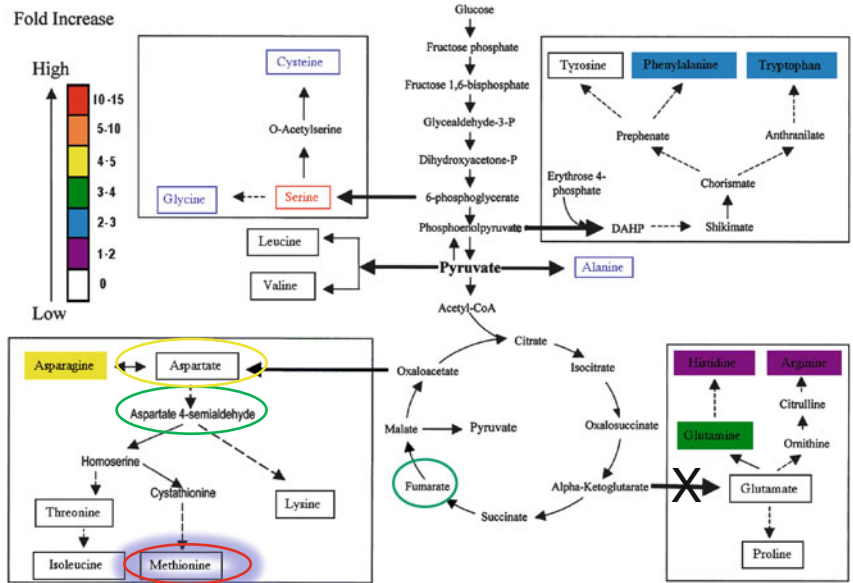 Fold Increase
High
10-15
5-10
4-5
3-4
2-3
1-2
0
Low
Cysteine
O-Acetylserine
Glycine
Serine
Glucose
Fructose phosphate
Fructose 1,6-bisphosphate
Glycealdehyde-3-P
Dihydroxyacetone-P
6-phosphoglycerate
Phosphoenolpyruvate
Pyruvate
Acetyl-CoA
Leucine
Valine
Alanine
Tyrosine
Phenylalanine
Tryptophan
Prephenate
Anthranilate
Erythrose 4-
phosphate
Chorismate
DAHP
Shikimate
Asparagine
Aspartate
Aspartate 4-semialdehyde
Homoserine
Cystathionine
Threonine
Lysine
Isoleucine
Methionine
Citrate
Oxaloacetate
Isocitrate
Malate
Pyruvate
Oxalosuccinate
Fumarate
Alpha-Ketoglutarate
Succinate
X
Histidine
Arginine
Citrulline
Glutamine
Ornithine
Glutamate
Proline